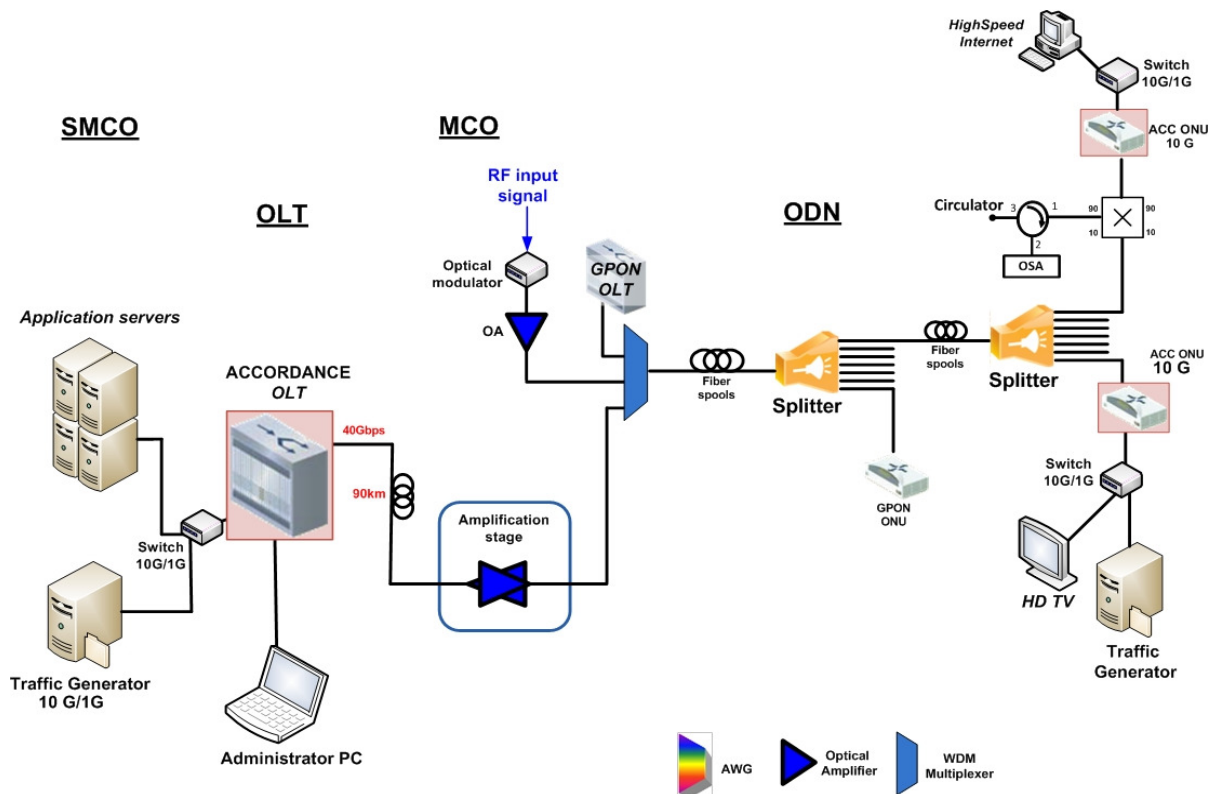 HighSpeed
Internet
Switch
10G/1G
SMCO
MCO
ACC ONU
10 G
RF input
signal
OLT
ODN
Circulator
3
1
2
90
90
10
10
OSA
Optical
modulator
GPON
OLT
OA
Application servers
ACCORDANCE
OLT
40Gbps
90km
Fiber
spools
Splitter
Fiber
spools
Splitter
ACC ONU
10 G
Amplification
stage
GPON
ONU
Switch
10G/1G
Switch
10G/1G
HD TV
Traffic
Generator
Traffic Generator
10 G/1G
Administrator PC
AWG
Optical
Amplifier
WDM
Multiplexer